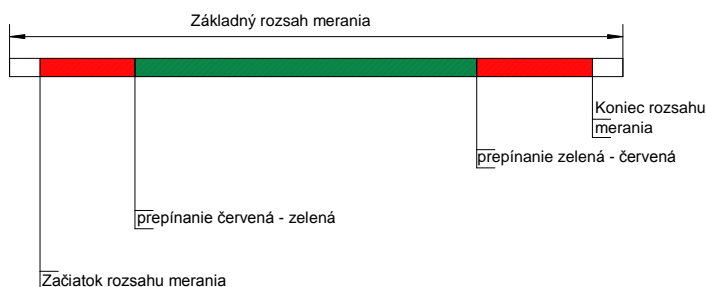 Základný rozsah merania
Koniec rozsahu
merania
prepínanie zelená - červená
prepínanie červená - zelená
Začiatok rozsahu merania